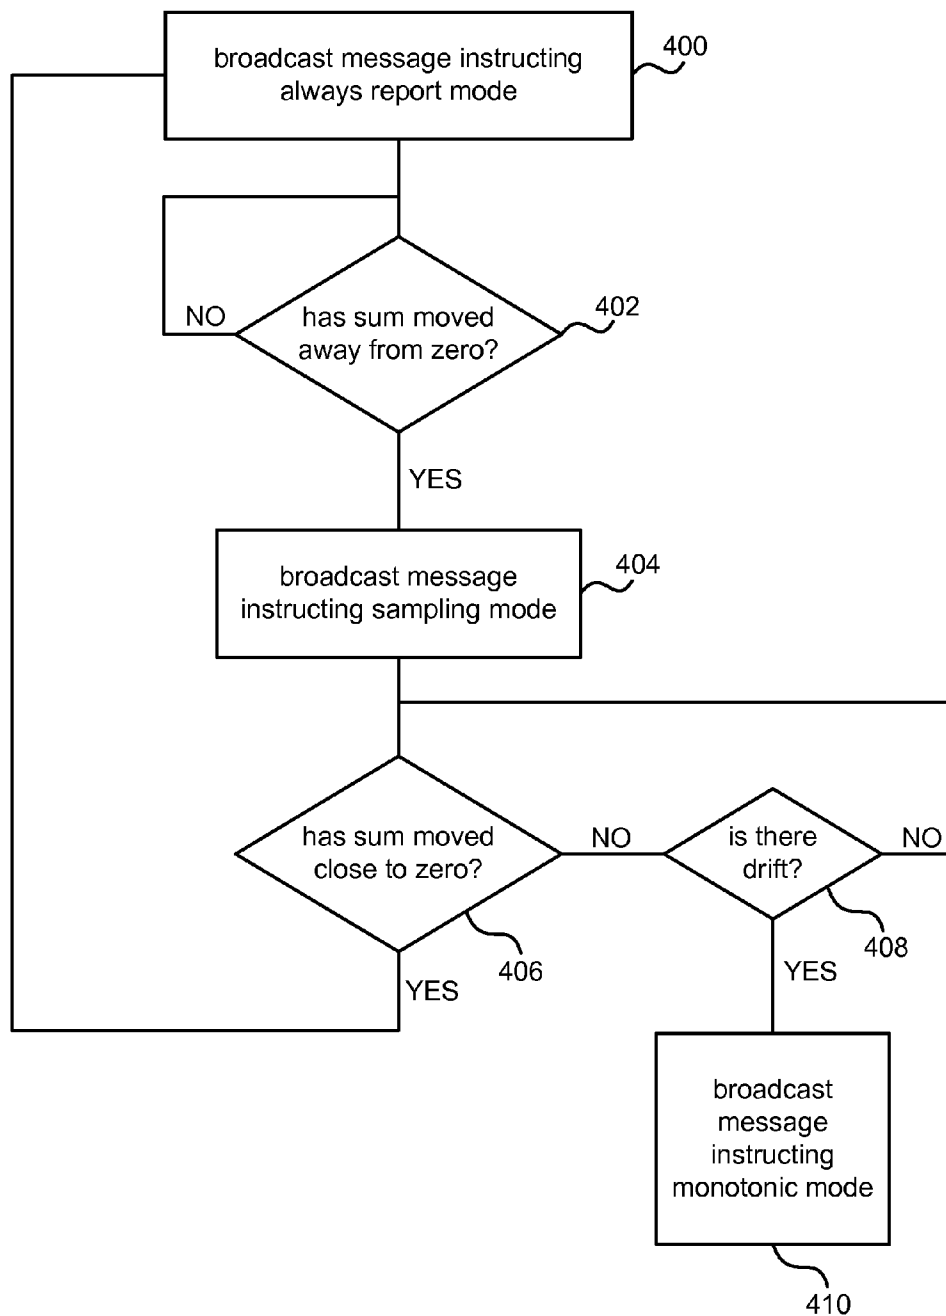 broadcast message instructing
always report mode
400
has sum moved
away from zero?
402
NO
YES
broadcast message
instructing sampling mode
404
has sum moved
close to zero?
NO
is there
drift?
NO
406
408
YES
YES
broadcast
message
instructing
monotonic mode
410